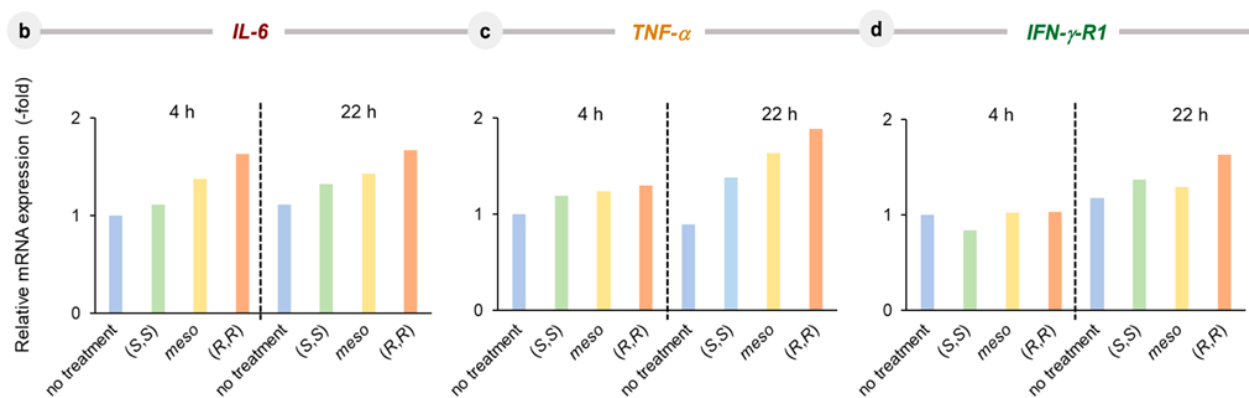 b IL-6 c TNF-α d IFN-γ-R1
Relative mRNA expression (-fold)
2 4 h 22 h
1
0
no treatment (S,S) meso (R,R) no treatment (S,S) meso (R,R)
2 4 h 22 h
1
0
no treatment (S,S) meso (R,R) no treatment (S,S) meso (R,R)
2 4 h 22 h
1
0
no treatment (S,S) meso (R,R) no treatment (S,S) meso (R,R)